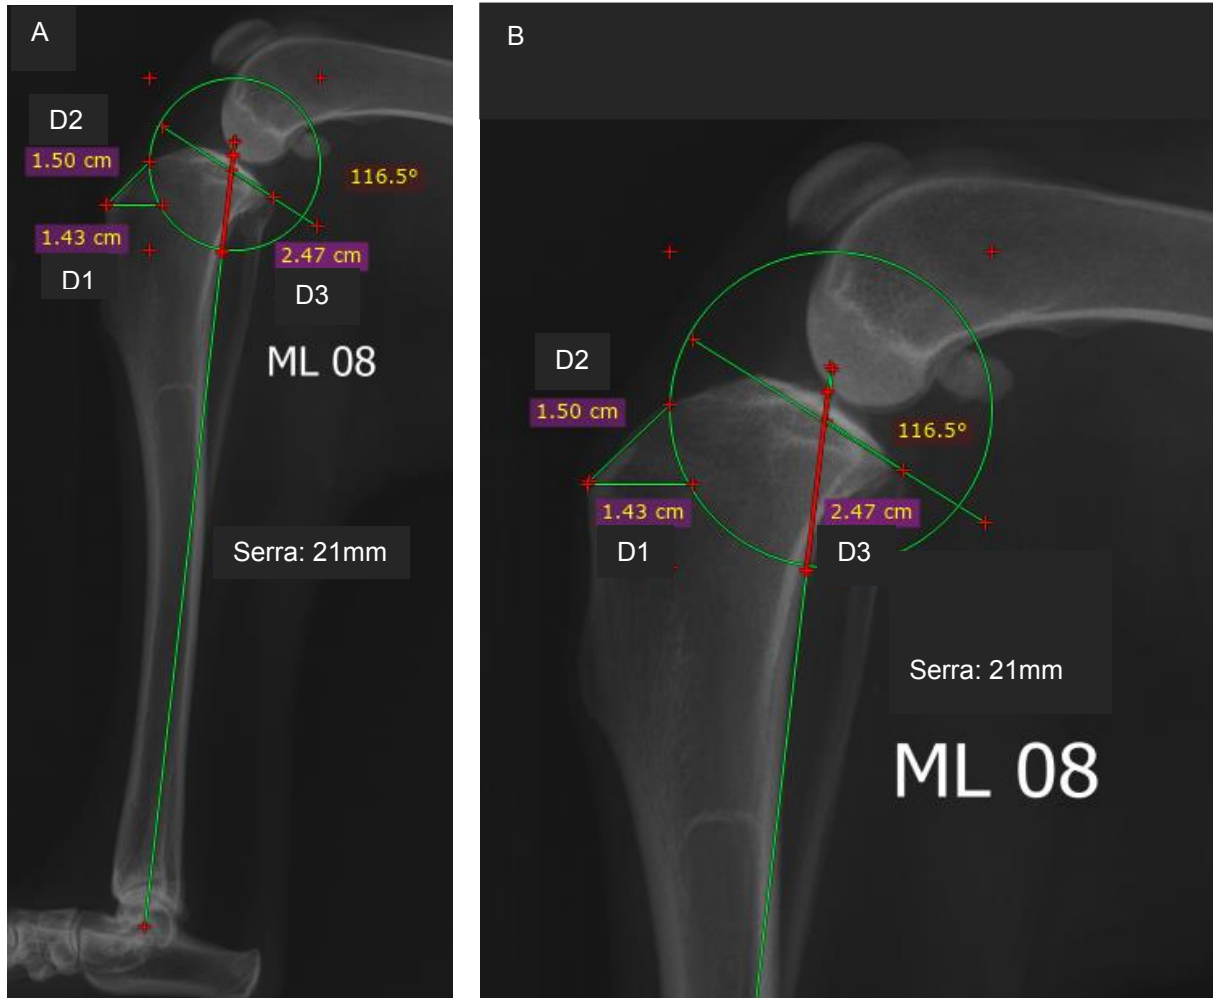 A
D2
1.50 cm
116.5°
1.43 cm
D1
2.47 cm
D3
ML 08
Serra: 21mm
B
D2
1.50 cm
116.5°
1.43 cm
D1
2.47 cm
D3
Serra: 21mm
ML 08